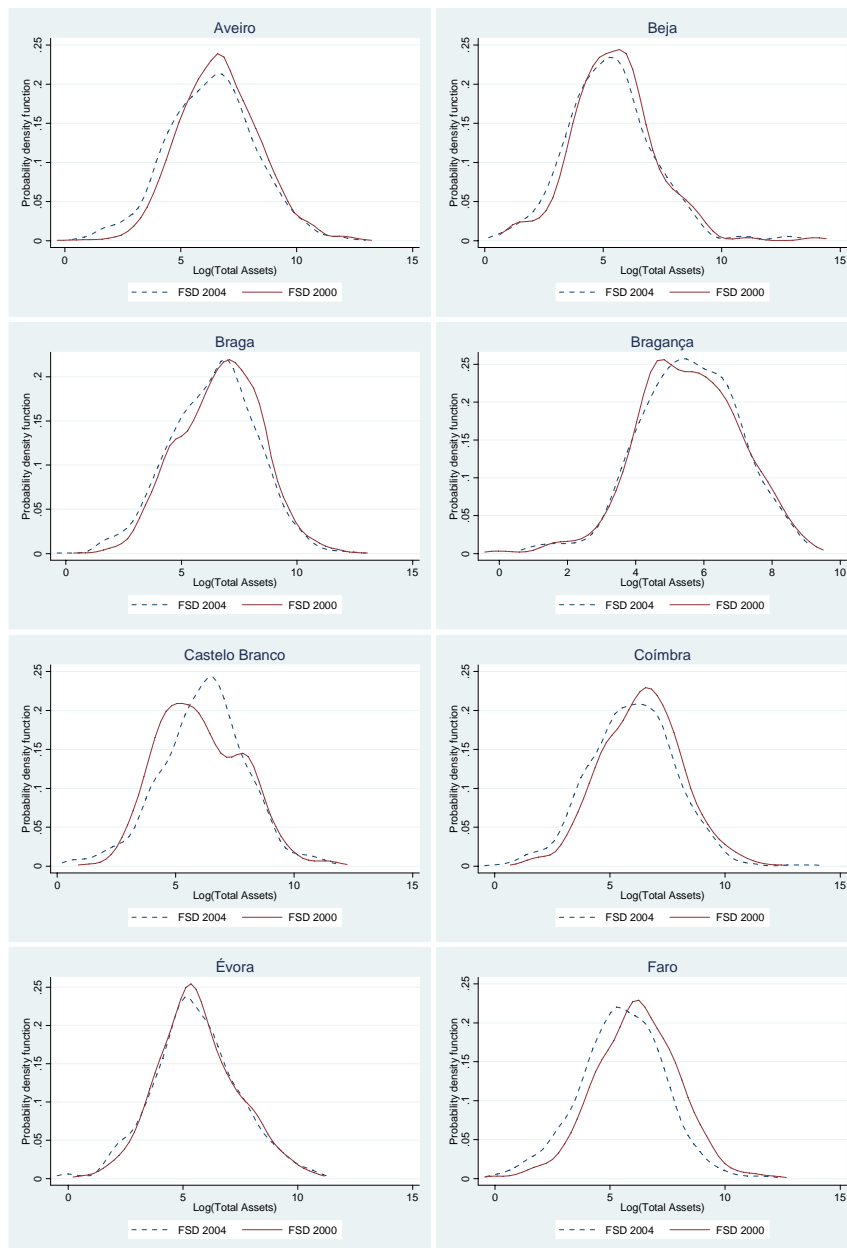 Aveiro
Probability density function
0 .05 .1 .15 .2 .25
0 5 10 15
Log(Total Assets)
FSD 2004 FSD 2000
Beja
Probability density function
0 .05 .1 .15 .2 .25
0 5 10 15
Log(Total Assets)
FSD 2004 FSD 2000
Braga
Probability density function
0 .05 .1 .15 .2
0 5 10 15
Log(Total Assets)
FSD 2004 FSD 2000
Bragança
Probability density function
0 .05 .1 .15 .2 .25
0 2 4 6 8 10
Log(Total Assets)
FSD 2004 FSD 2000
Castelo Branco
Probability density function
0 .05 .1 .15 .2 .25
0 5 10 15
Log(Total Assets)
FSD 2004 FSD 2000
Coímbra
Probability density function
0 .05 .1 .15 .2 .25
0 5 10 15
Log(Total Assets)
FSD 2004 FSD 2000
Évora
Probability density function
0 .05 .1 .15 .2 .25
0 5 10 15
Log(Total Assets)
FSD 2004 FSD 2000
Faro
Probability density function
0 .05 .1 .15 .2 .25
0 5 10 15
Log(Total Assets)
FSD 2004 FSD 2000